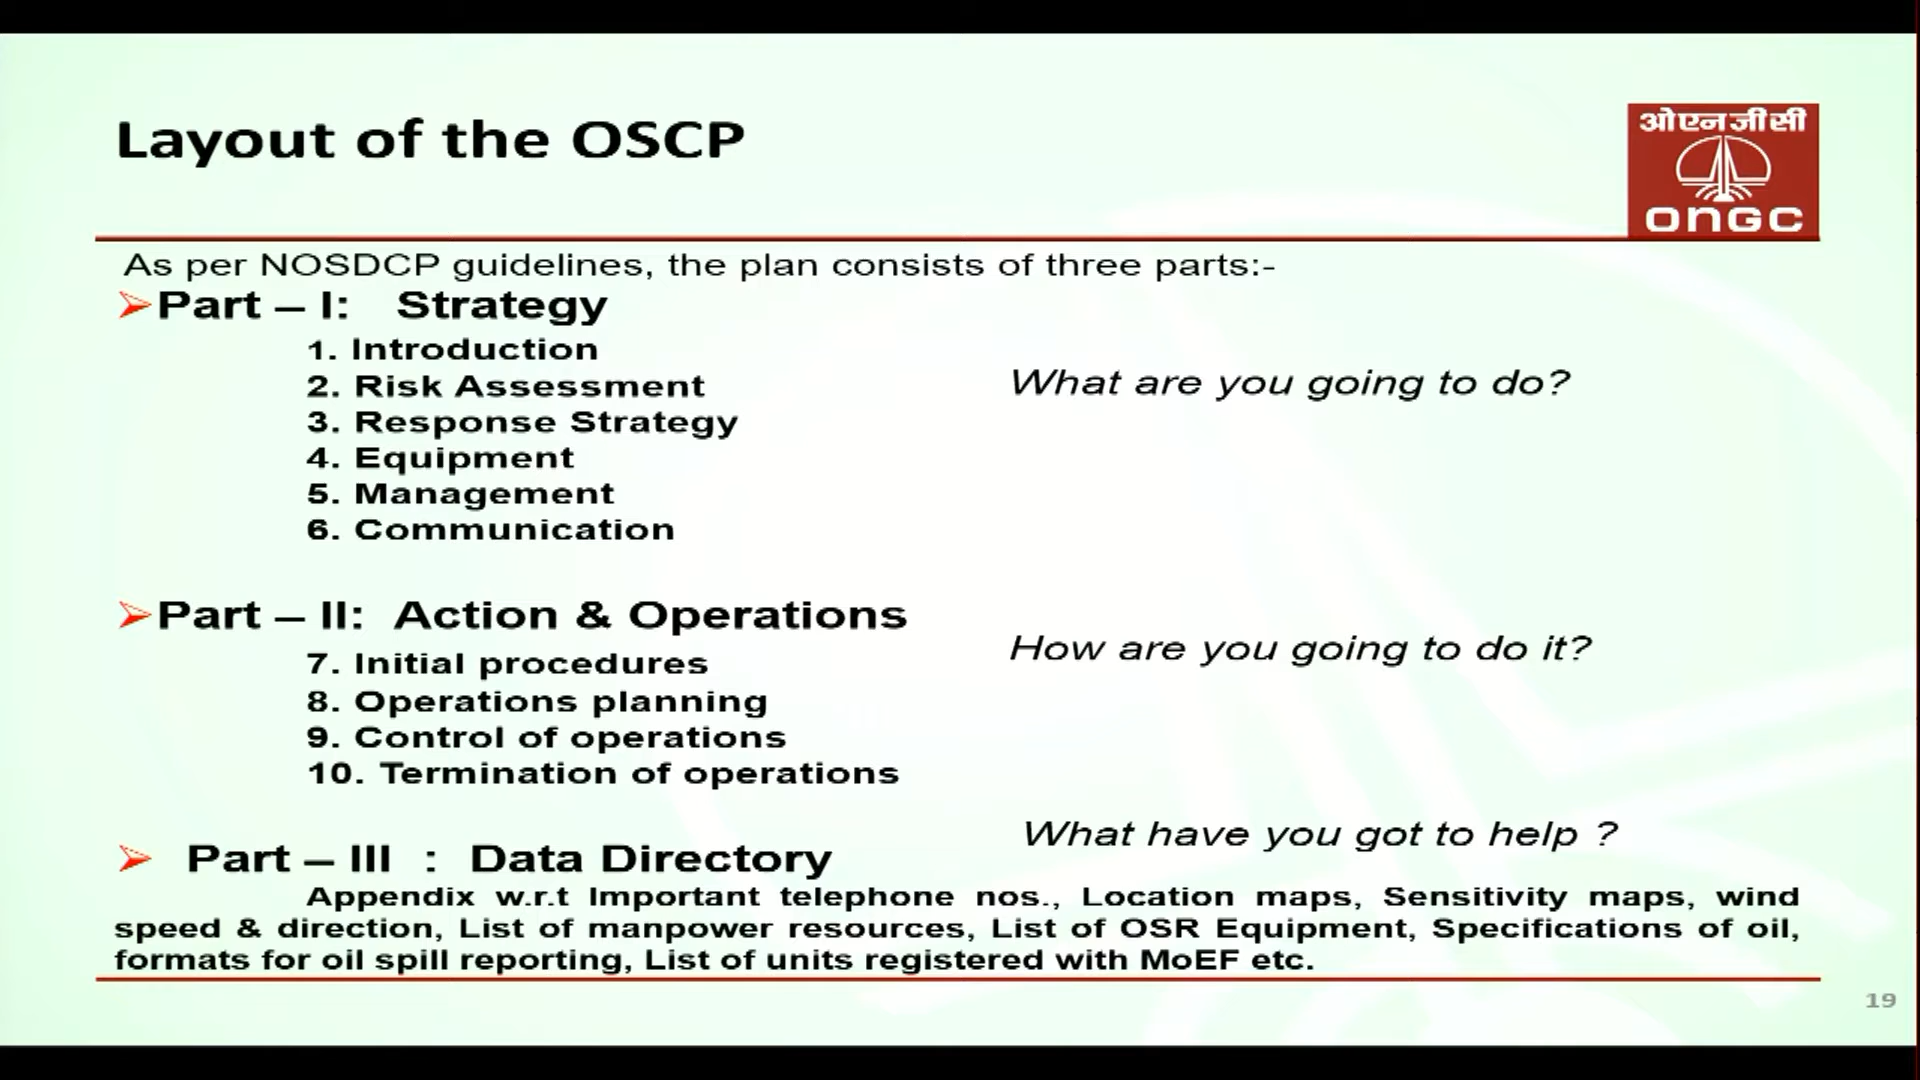 Layout of the OSCP
ओएनजीसी
ONGC
As per NOSDCP guidelines, the plan consists of three parts:-
Part – I: Strategy
1. Introduction
2. Risk Assessment
What are you going to do?
3. Response Strategy
4. Equipment
5. Management
6. Communication
Part – II: Action & Operations
How are you going to do it?
7. Initial procedures
8. Operations planning
9. Control of operations
10. Termination of operations
What have you got to help ?
Part – III : Data Directory
Appendix w.r.t Important telephone nos., Location maps, Sensitivity maps, wind
speed & direction, List of manpower resources, List of OSR Equipment, Specifications of oil,
formats for oil spill reporting, List of units registered with MoEF etc.
19